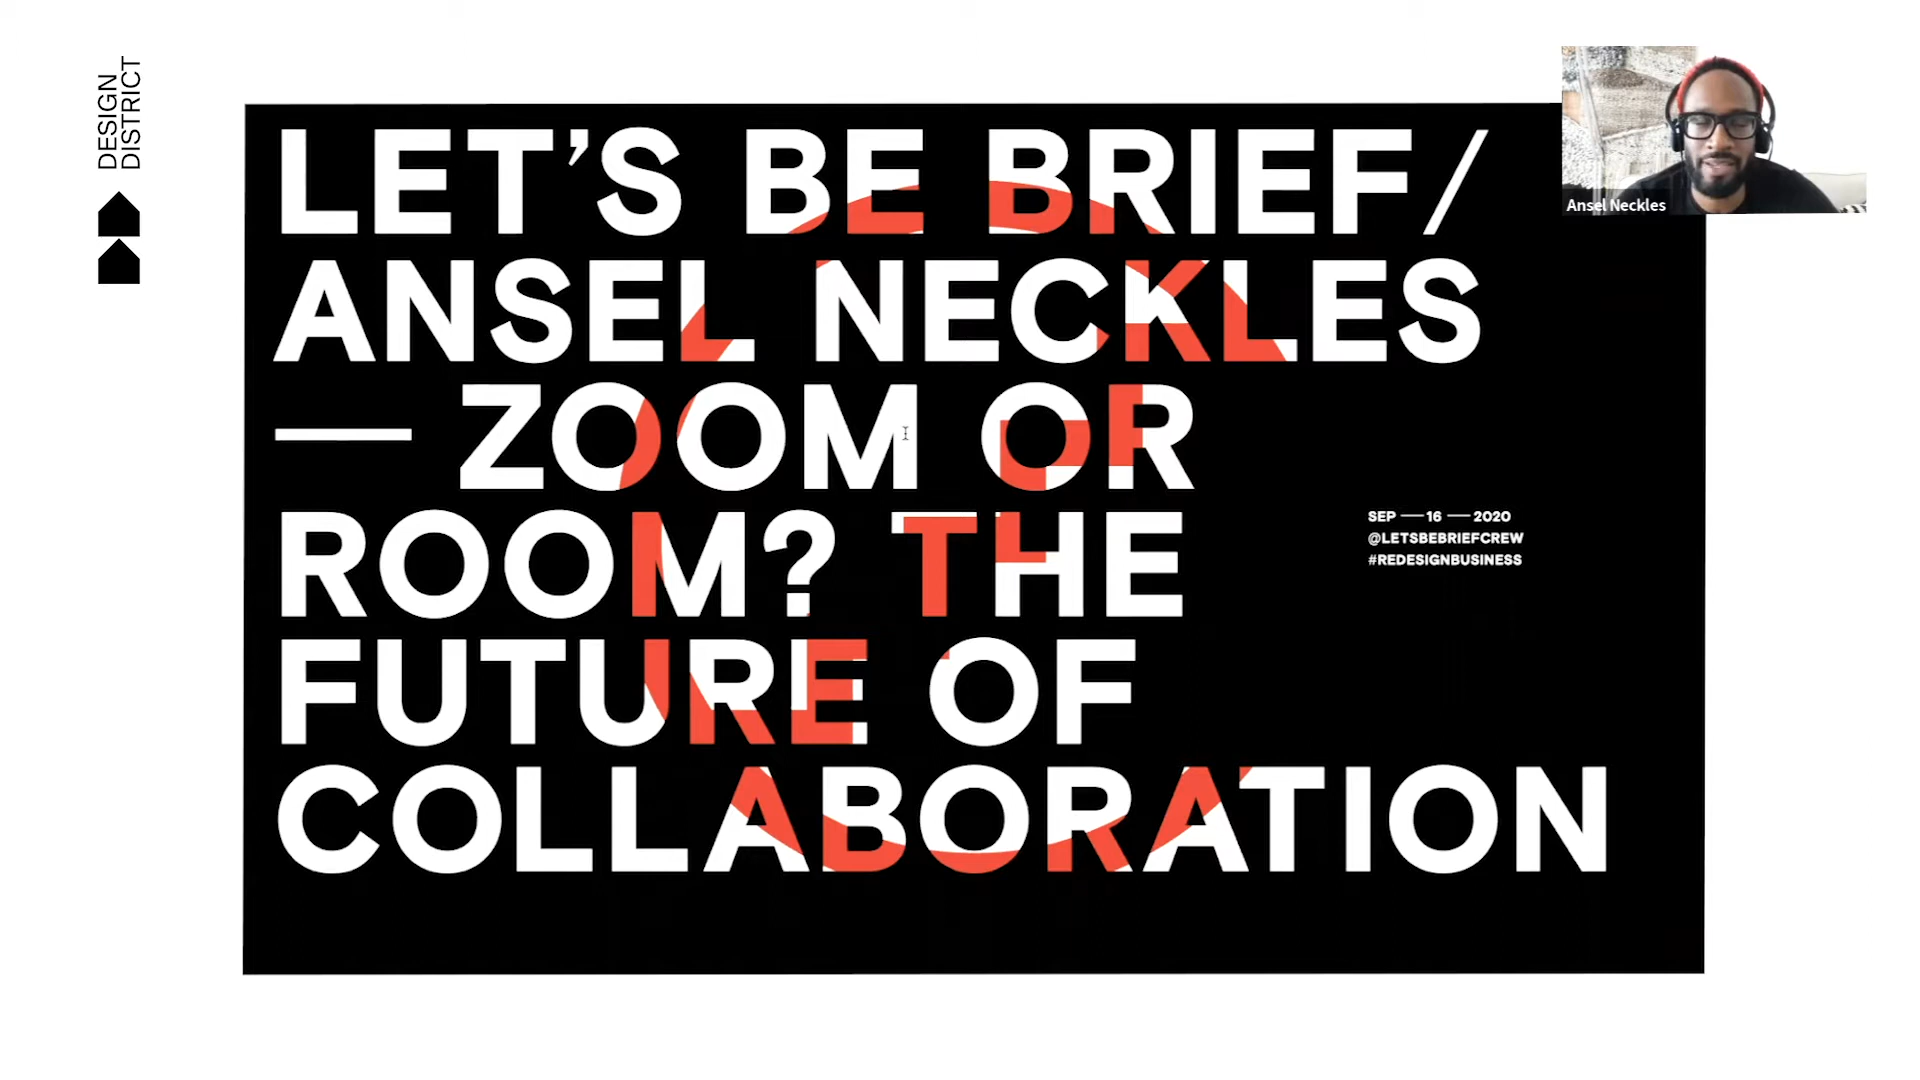 DESIGN
DISTRICT
LET’S BE BRIEF/
ANSEL NECKLES
— ZOOM OR
ROOM? THE
FUTURE OF
COLLABORATION
SEP — 16 — 2020
@LETSBEBRIEFCREW
#REDESIGNBUSINESS
Ansel Neckles